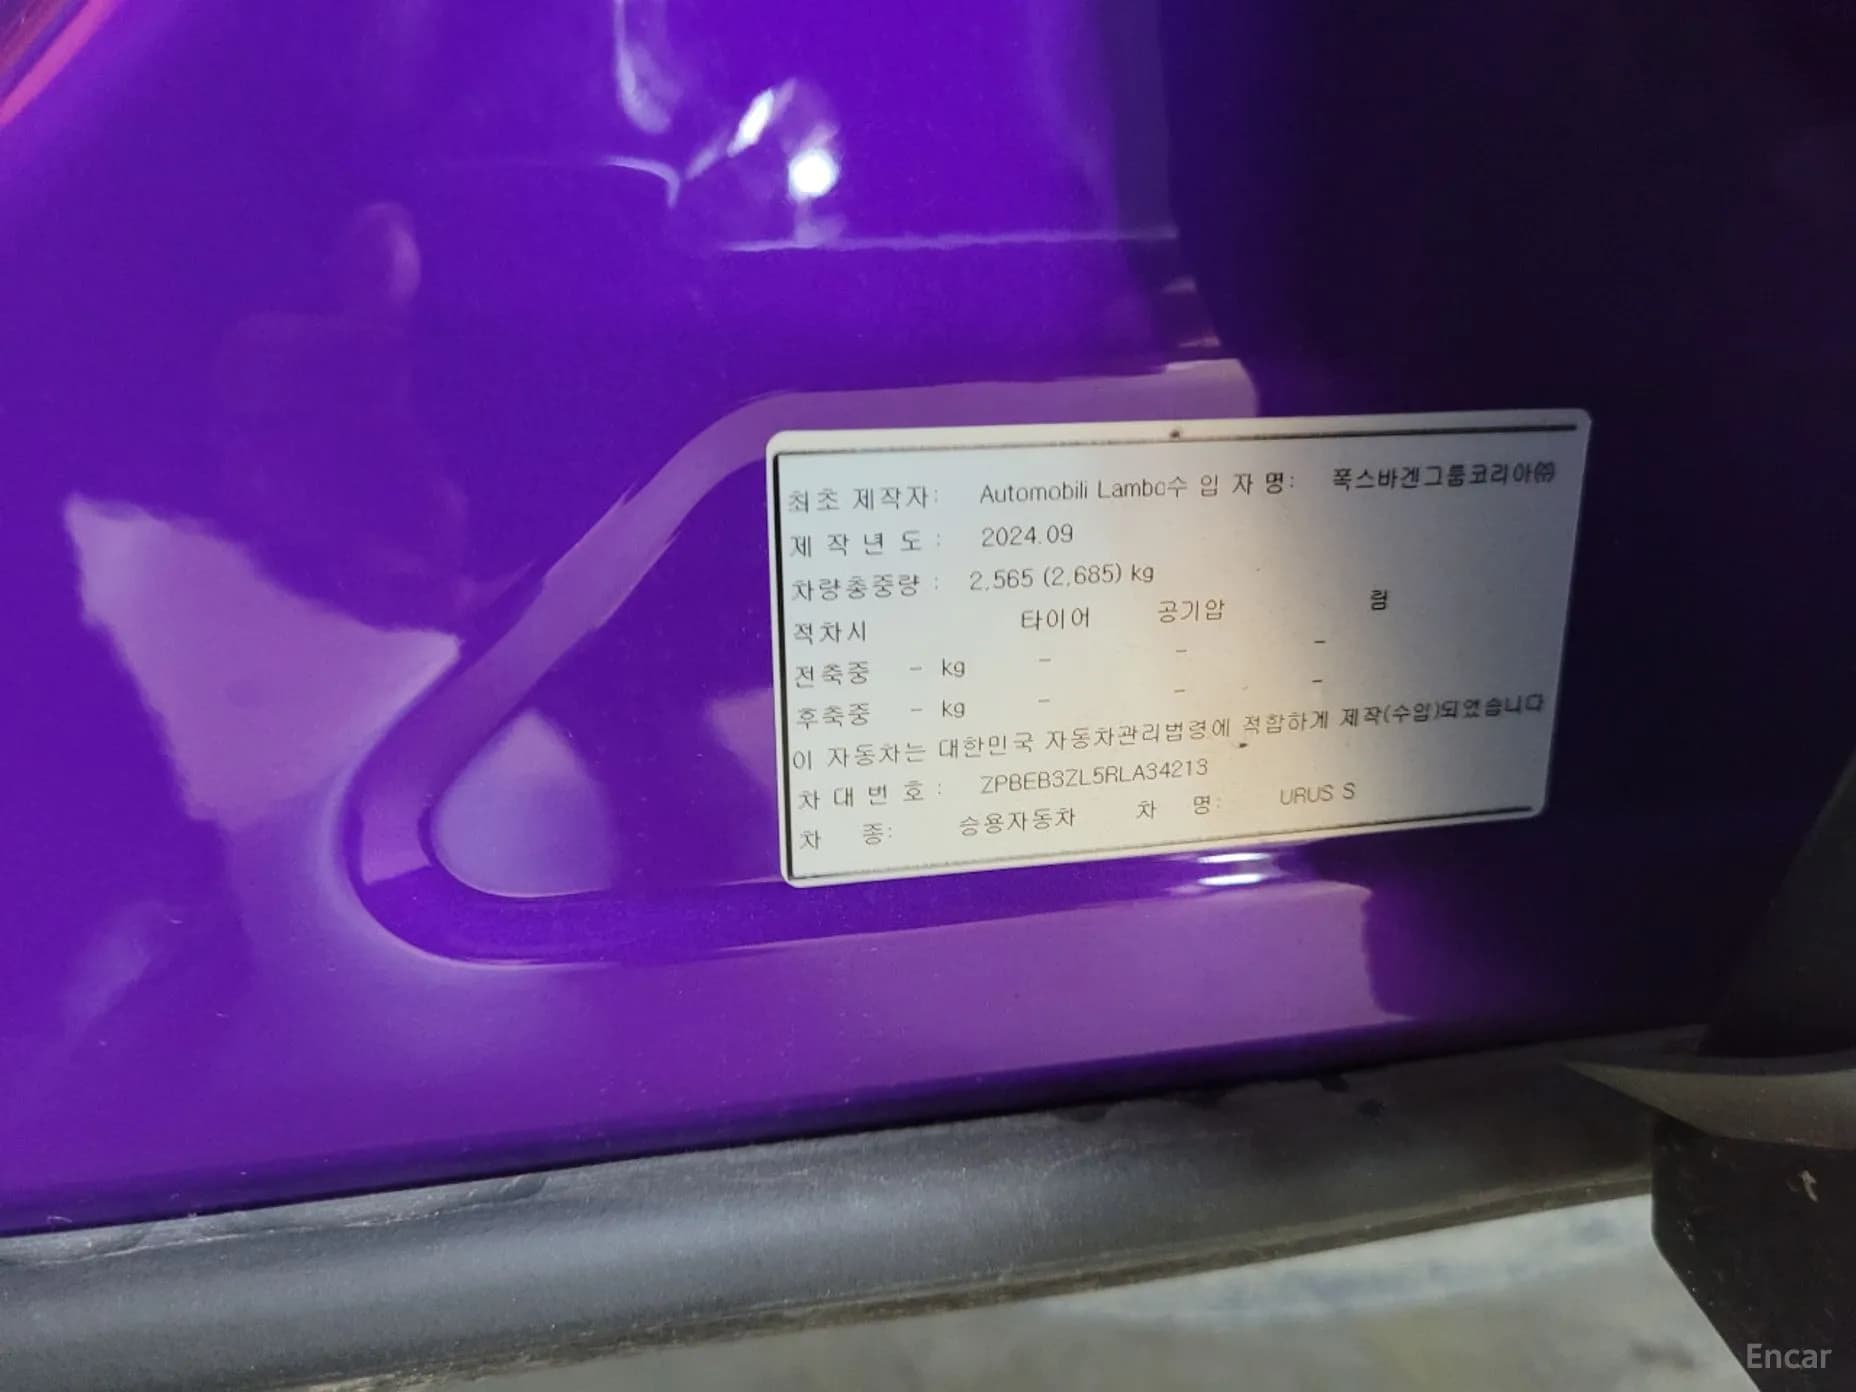 최초 제작자: Automobili Lambo수 입 자 명: 폭스바겐그룹코리아㈜
제 작 년 도 : 2024.09
차량총중량 : 2,565 (2,685) kg
적차시 타이어 공기압 림
전축중 - kg - - -
후축중 - kg - - -
이 자동차는 대한민국 자동차관리법령에 적합하게 제작(수입)되었습니다
차 대 번 호 : ZPBEB3ZL5RLA34213
차 종: 승용자동차 차 명: URUS S
Encar